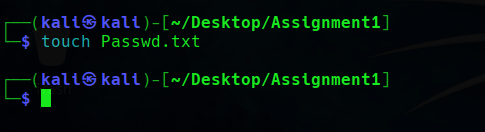 ┌──(kali㉿kali)-[~/Desktop/Assignment1]
└─$ touch Passwd.txt
┌──(kali㉿kali)-[~/Desktop/Assignment1]
└─$